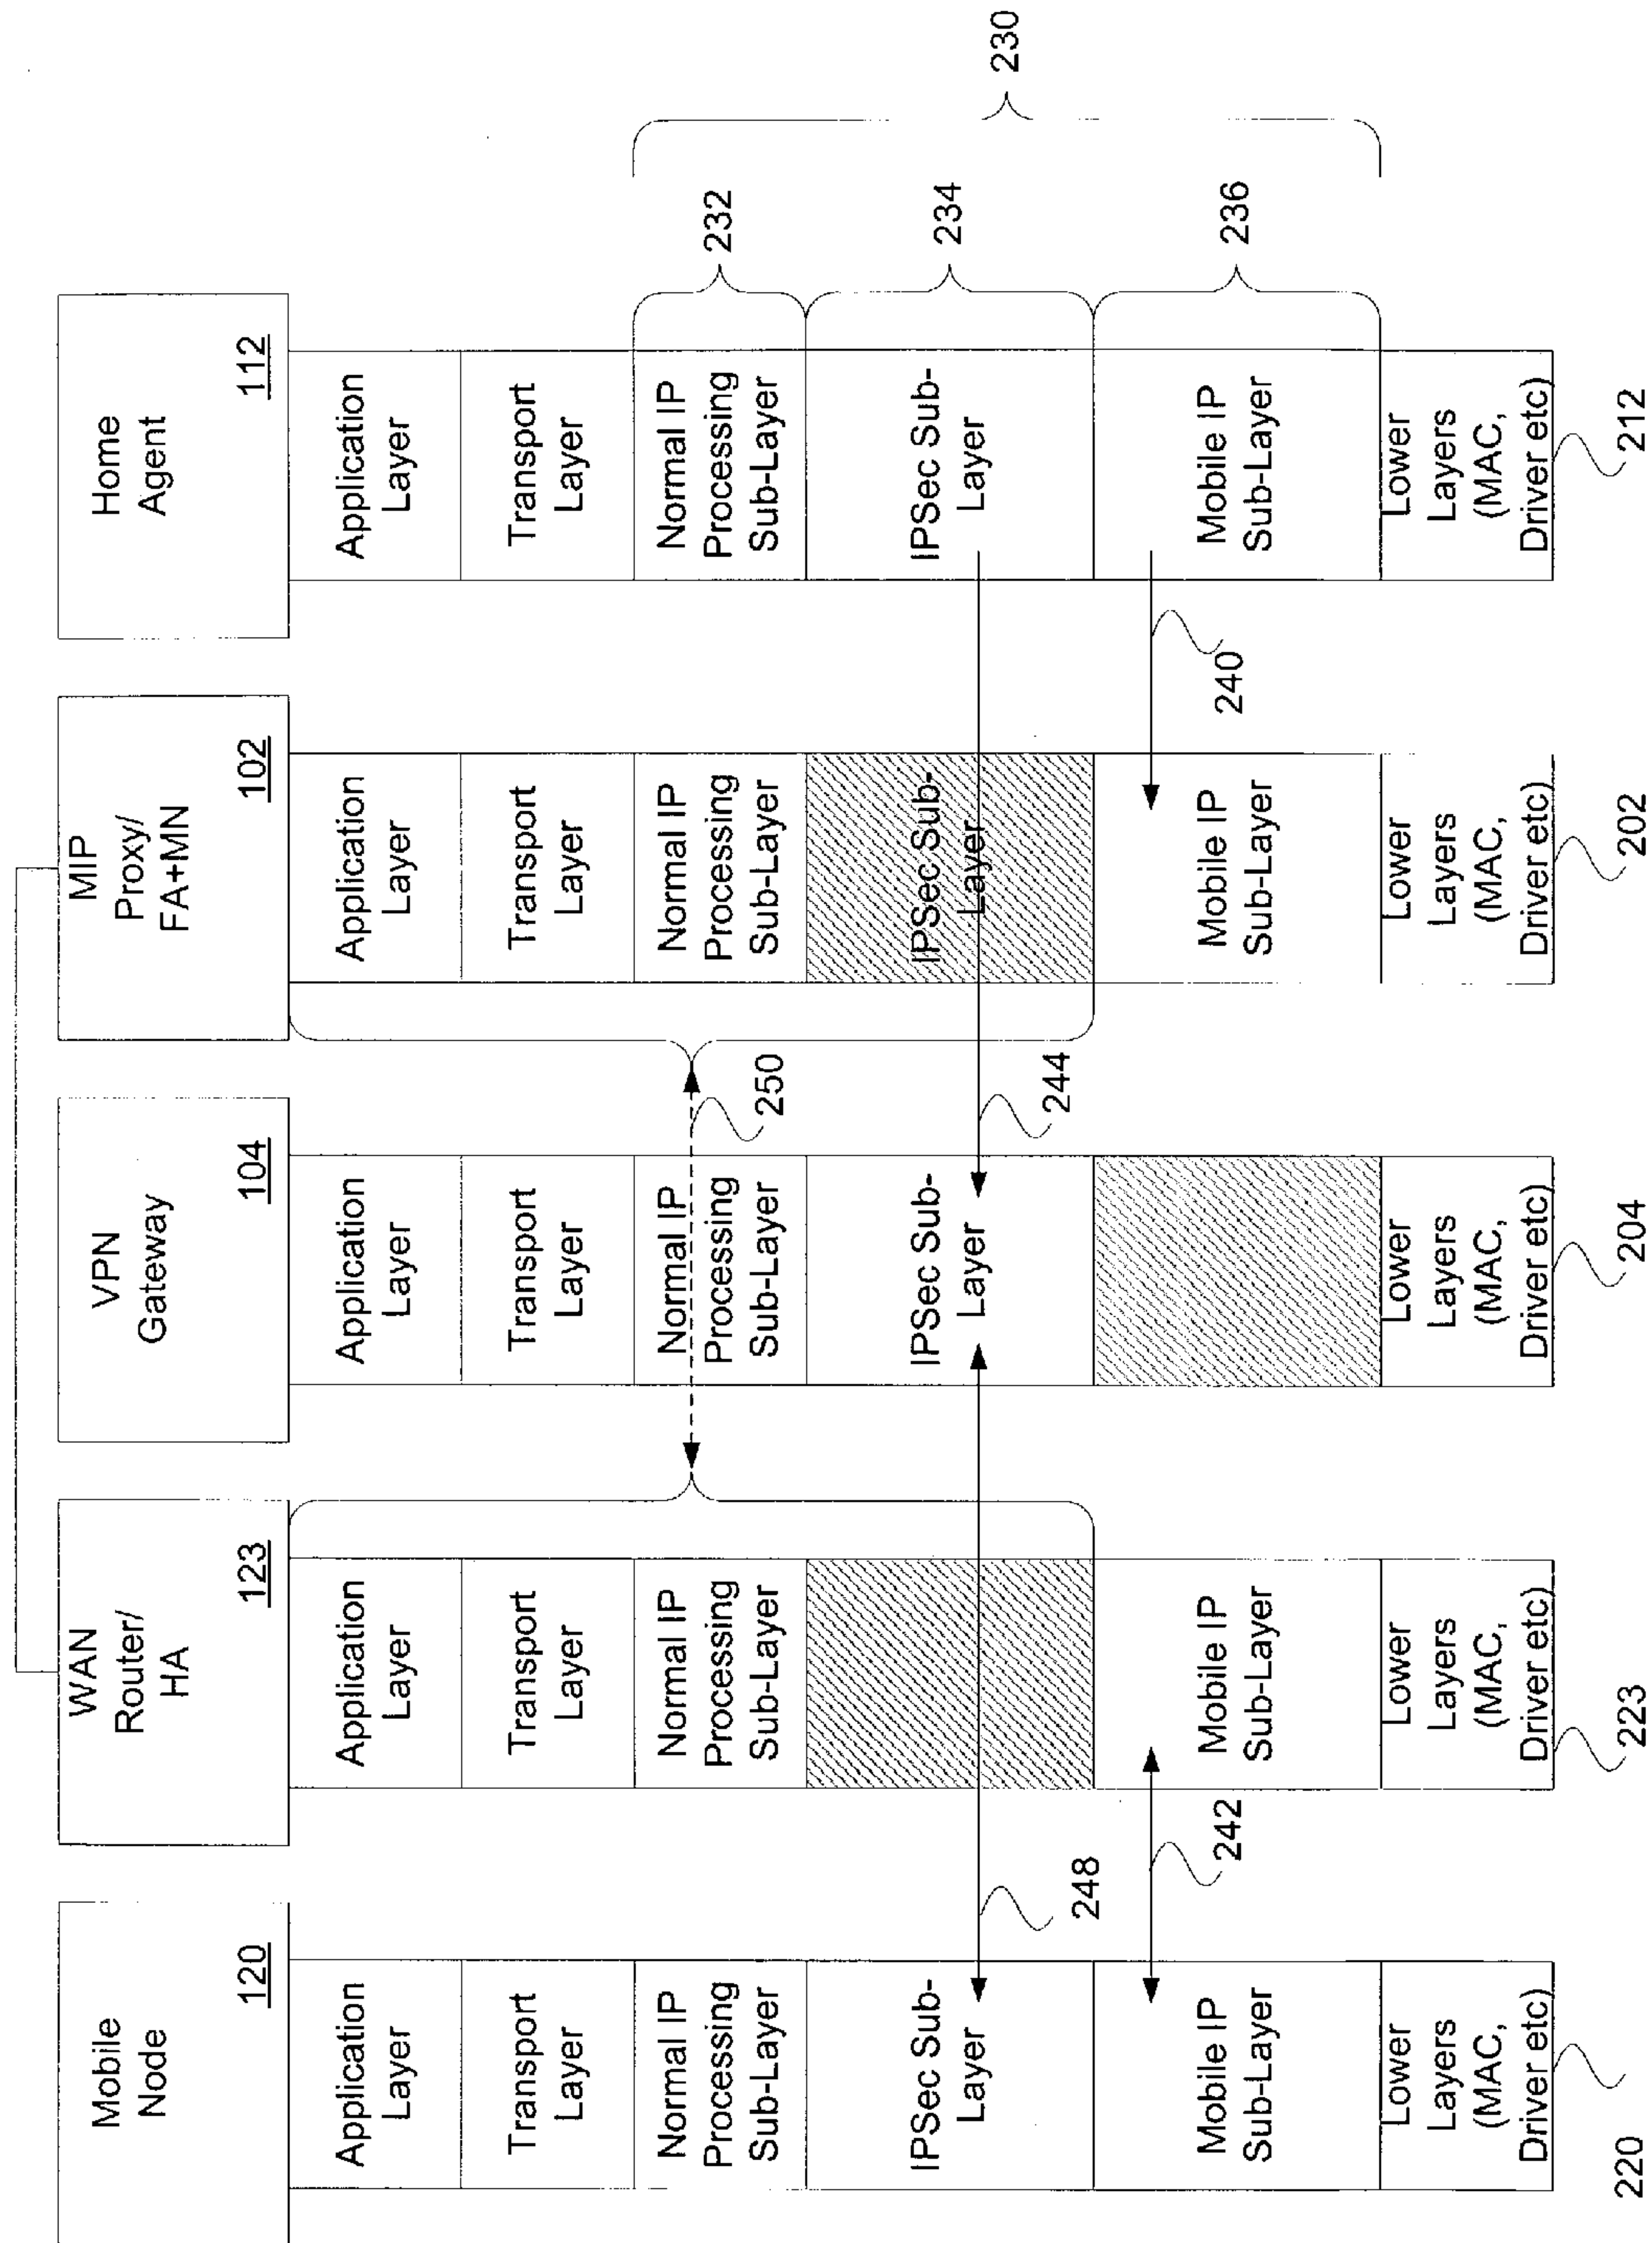 Mobile
Node
120
Application
Layer
Transport
Layer
Normal IP
Processing
Sub-Layer
IPSec Sub-
Layer
Mobile IP
Sub-Layer
Lower
Layers
(MAC,
Driver etc)
220
WAN
Router/
HA
123
Application
Layer
Transport
Layer
Normal IP
Processing
Sub-Layer
Mobile IP
Sub-Layer
Lower
Layers
(MAC,
Driver etc)
223
VPN
Gateway
104
Application
Layer
Transport
Layer
Normal IP
Processing
Sub-Layer
IPSec Sub-
Layer
Lower
Layers
(MAC,
Driver etc)
204
MIP
Proxy/
FA+MN
102
Application
Layer
Transport
Layer
Normal IP
Processing
Sub-Layer
IPSec Sub-
Layer
Mobile IP
Sub-Layer
Lower
Layers
(MAC,
Driver etc)
202
Home
Agent
112
Application
Layer
Transport
Layer
Normal IP
Processing
Sub-Layer
IPSec Sub-
Layer
Mobile IP
Sub-Layer
Lower
Layers
(MAC,
Driver etc)
212
248
242
250
244
240
232
234
236
230